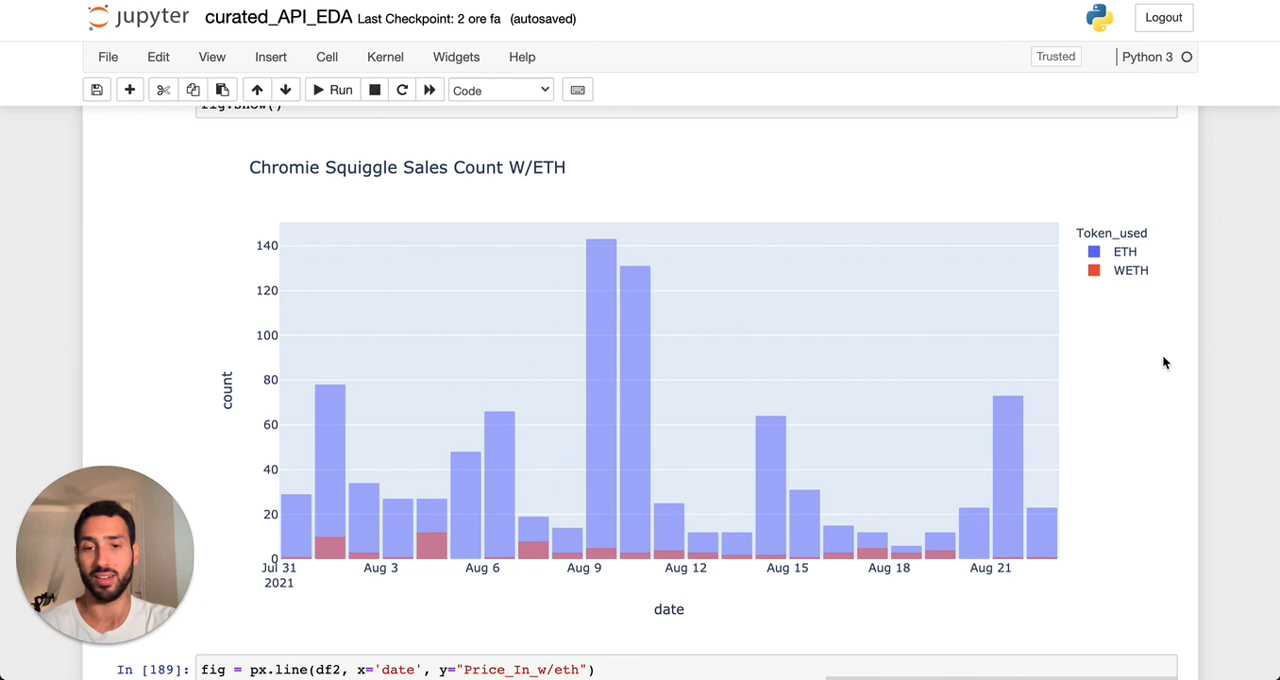 jupyter curated_API_EDA Last Checkpoint: 2 ore fa (autosaved)
Logout
File Edit View Insert Cell Kernel Widgets Help
Trusted
Python 3
Run
Code
fig.show()
Chromie Squiggle Sales Count W/ETH
Token_used
ETH
WETH
140
120
100
80
60
40
20
0
count
Jul 31 Aug 3 Aug 6 Aug 9 Aug 12 Aug 15 Aug 18 Aug 21
2021
date
In [189]: fig = px.line(df2, x='date', y="Price_In_w/eth")